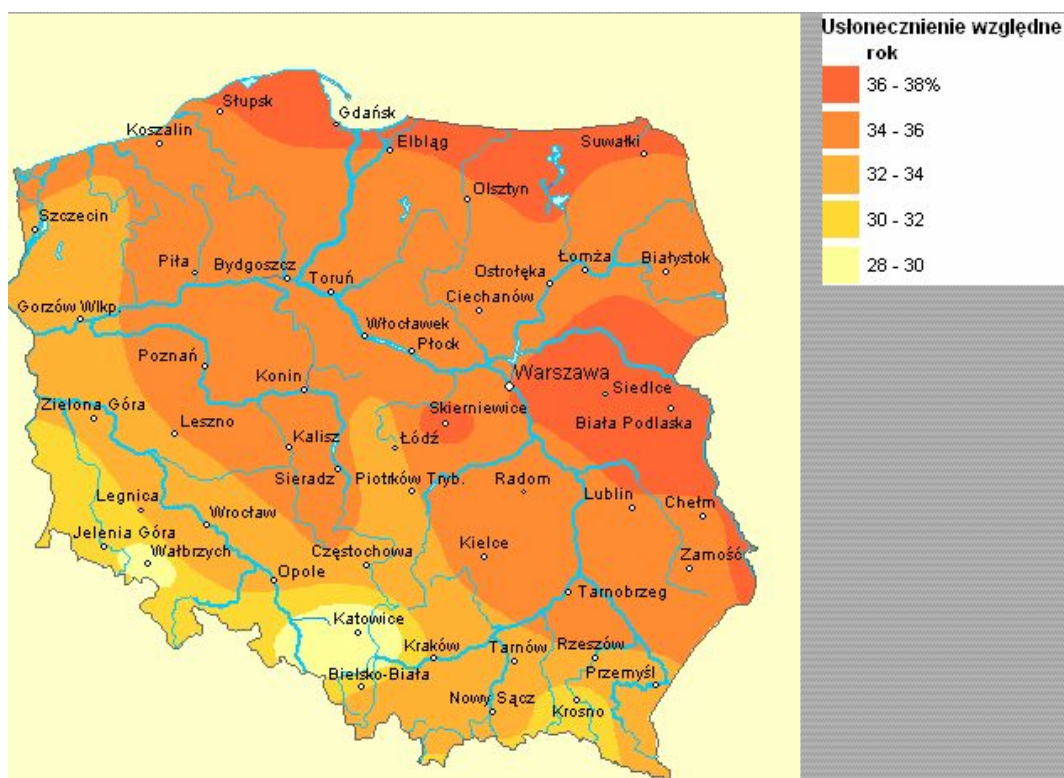 Usłonecznienie względne
rok
36 - 38%
34 - 36
32 - 34
30 - 32
28 - 30
Słupsk
Gdańsk
Koszalin
Elbląg
Suwałki
Olsztyn
Szczecin
Piła
Bydgoszcz
Toruń
Ostrołęka
Łomża
Białystok
Ciechanów
Gorzów Wlkp.
Włocławek
Płock
Poznań
Konin
Warszawa
Siedlce
Zielona Góra
Skierniewice
Biała Podlaska
Leszno
Kalisz
Łódź
Sieradz
Piotrków Tryb.
Radom
Lublin
Chełm
Legnica
Wrocław
Jelenia Góra
Wałbrzych
Częstochowa
Kielce
Zamość
Opole
Tarnobrzeg
Katowice
Kraków
Tarnów
Rzeszów
Bielsko-Biała
Przemyśl
Nowy Sącz
Krosno